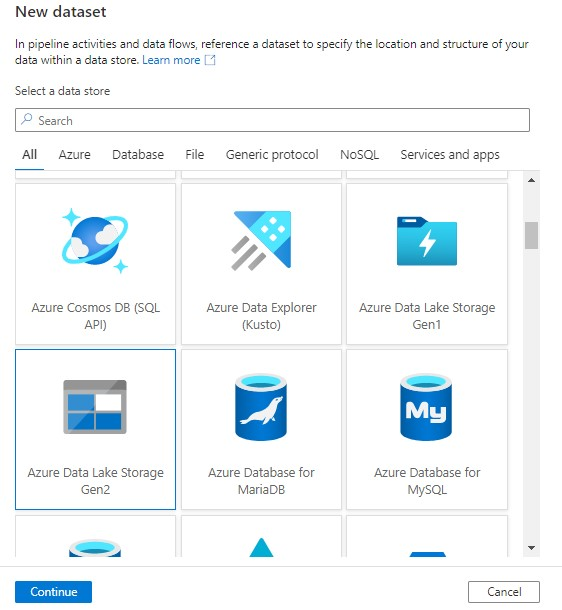 New dataset
In pipeline activities and data flows, reference a dataset to specify the location and structure of your
data within a data store. Learn more
Select a data store
Search
All Azure Database File Generic protocol NoSQL Services and apps
Azure Cosmos DB (SQL
API)
Azure Data Explorer
(Kusto)
Azure Data Lake Storage
Gen1
Azure Data Lake Storage
Gen2
Azure Database for
MariaDB
My
Azure Database for
MySQL
Continue
Cancel